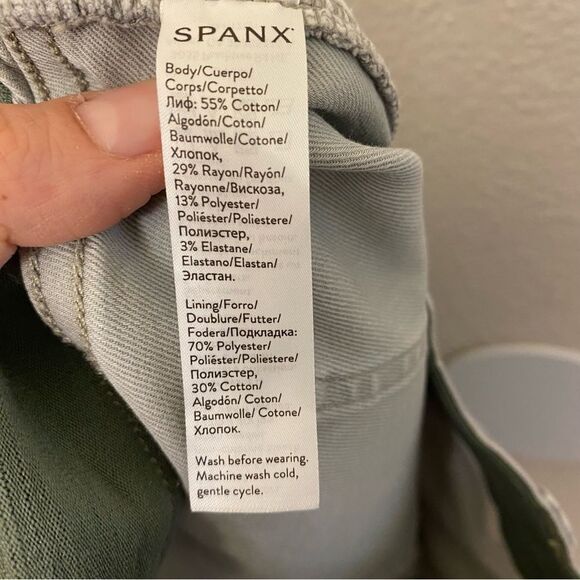 SPANX
Body/Cuerpo/
Corps/Corpetto/
Лиф: 55% Cotton/
Algodón/Coton/
Baumwolle/Cotone/
Хлопок,
29% Rayon/Rayón/
Rayonne/Вискоза,
13% Polyester/
Poliéster/Poliestere/
Полиэстер,
3% Elastane/
Elastano/Elastan/
Эластан.
Lining/Forro/
Doublure/Futter/
Fodera/Подкладка:
70% Polyester/
Poliéster/Poliestere/
Полиэстер,
30% Cotton/
Algodón/ Coton/
Baumwolle/ Cotone/
Хлопок.
Wash before wearing.
Machine wash cold,
gentle cycle.